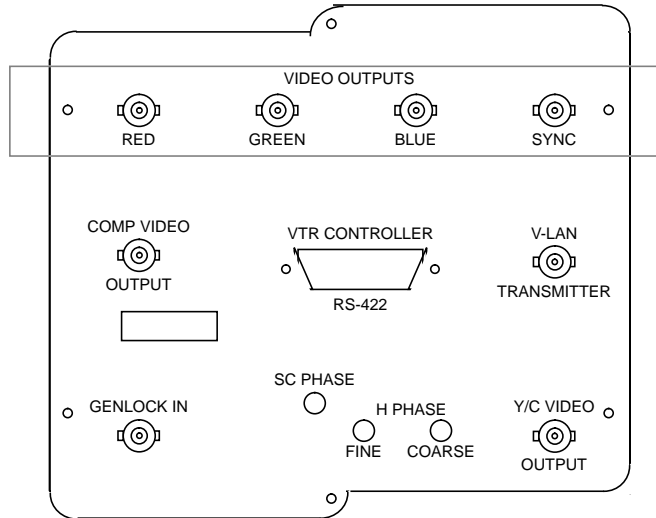 VIDEO OUTPUTS
RED GREEN BLUE SYNC
COMP VIDEO VTR CONTROLLER V-LAN
OUTPUT RS-422 TRANSMITTER
SC PHASE
GENLOCK IN H PHASE Y/C VIDEO
FINE COARSE OUTPUT